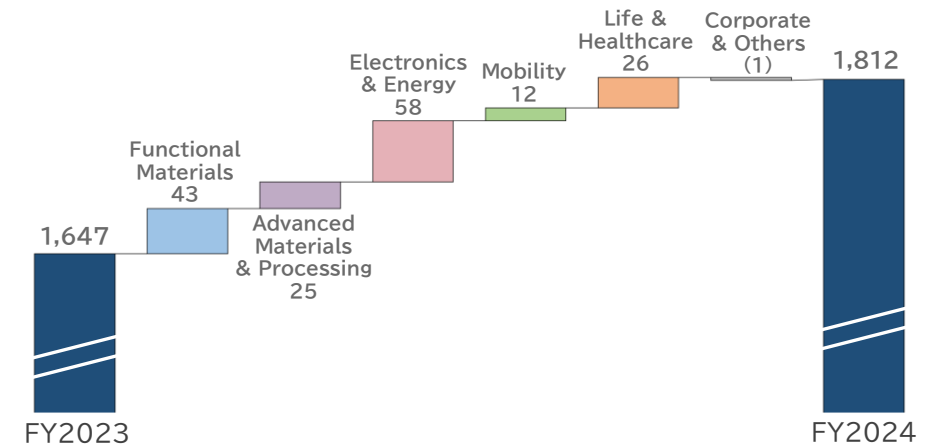 1,647
FY2023
Functional
Materials
43
Advanced
Materials
& Processing
25
Electronics
& Energy
58
Mobility
12
Life &
Healthcare
26
Corporate
& Others
(1)
1,812
FY2024